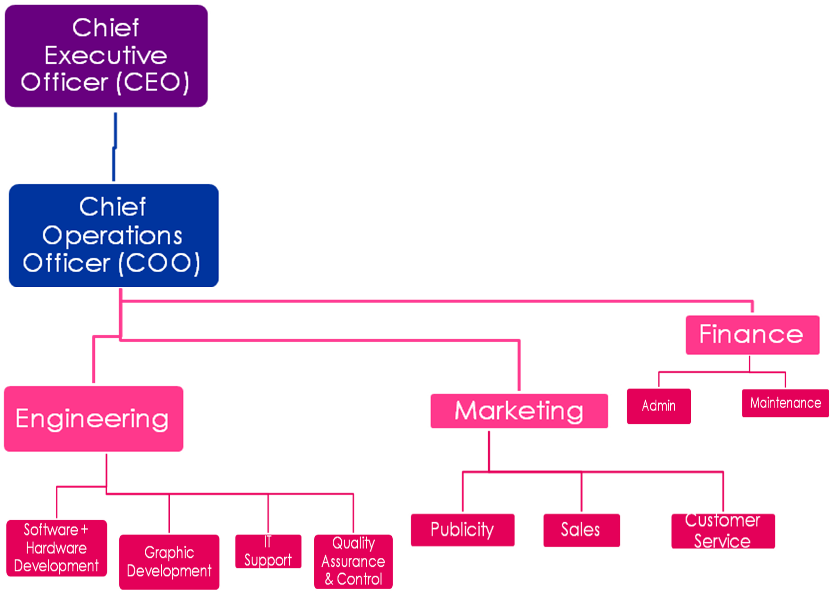 Chief
Executive
Officer (CEO)
Chief
Operations
Officer (COO)
Finance
Admin
Maintenance
Engineering
Marketing
Software +
Hardware
Development
Graphic
Development
IT
Support
Quality
Assurance
& Control
Publicity
Sales
Customer
Service